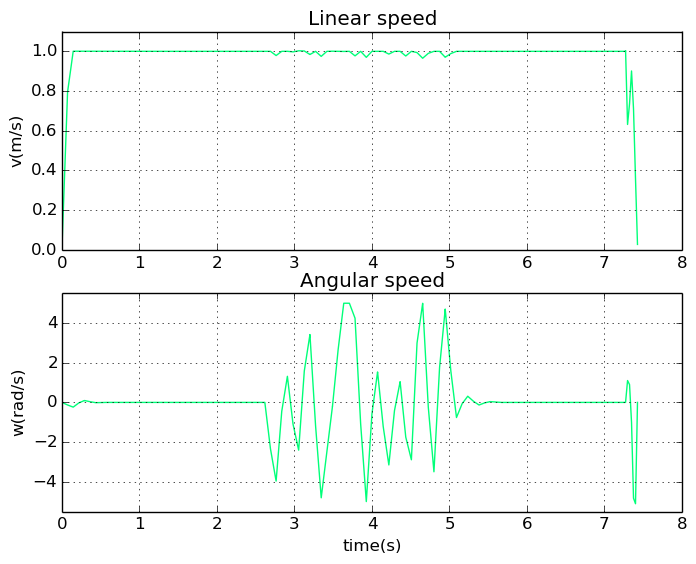 Linear speed
1.0
0.8
0.6
0.4
0.2
0.0
v(m/s)
0 1 2 3 4 5 6 7 8
Angular speed
4
2
0
−2
−4
w(rad/s)
0 1 2 3 4 5 6 7 8
time(s)